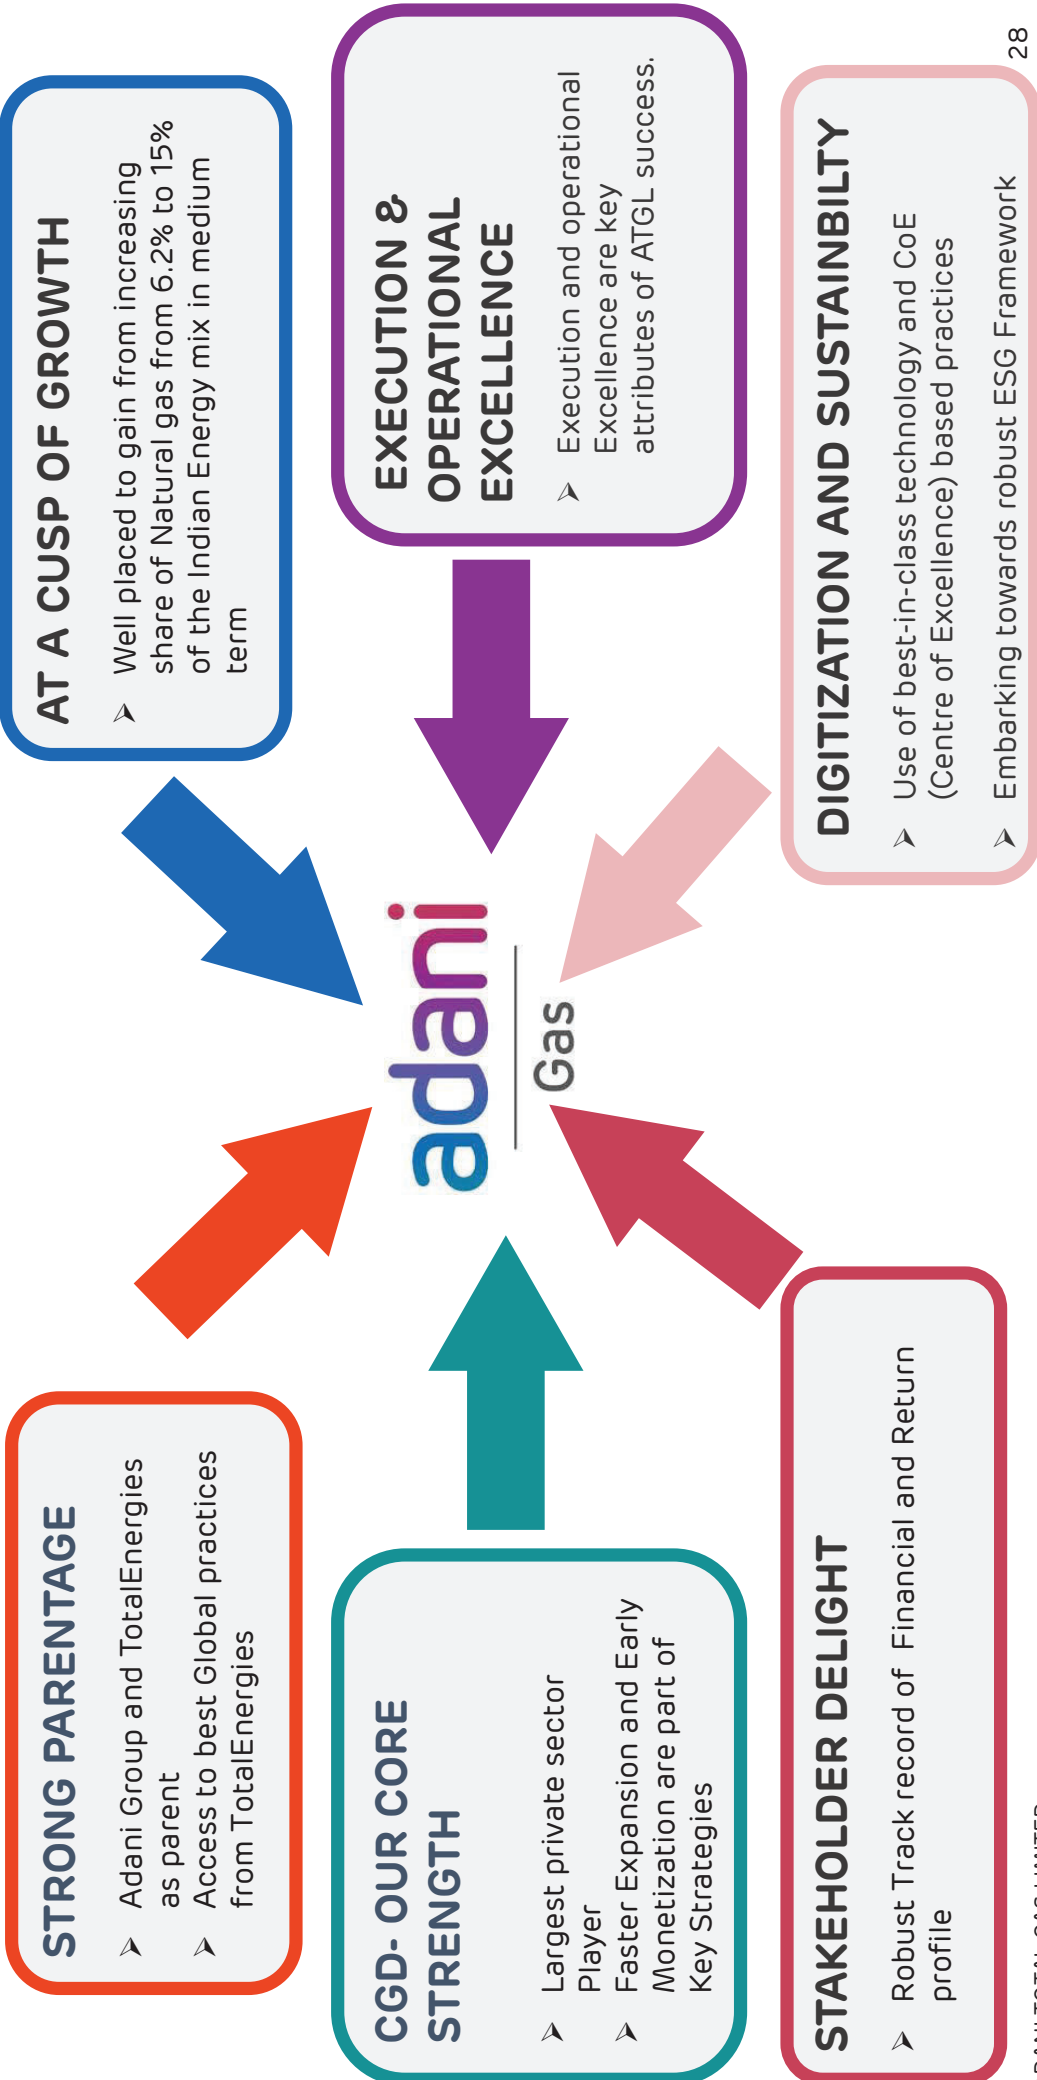 STRONG PARENTAGE
➢ Adani Group and TotalEnergies
as parent
➢ Access to best Global practices
from TotalEnergies
AT A CUSP OF GROWTH
➢ Well placed to gain from increasing
share of Natural gas from 6.2% to 15%
of the Indian Energy mix in medium
term
CGD- OUR CORE
STRENGTH
➢ Largest private sector
Player
➢ Faster Expansion and Early
Monetization are part of
Key Strategies
adani
Gas
EXECUTION &
OPERATIONAL
EXCELLENCE
➢ Execution and operational
Excellence are key
attributes of ATGL success.
STAKEHOLDER DELIGHT
➢ Robust Track record of Financial and Return
profile
DIGITIZATION AND SUSTAINBILTY
➢ Use of best-in-class technology and CoE
(Centre of Excellence) based practices
➢ Embarking towards robust ESG Framework
28